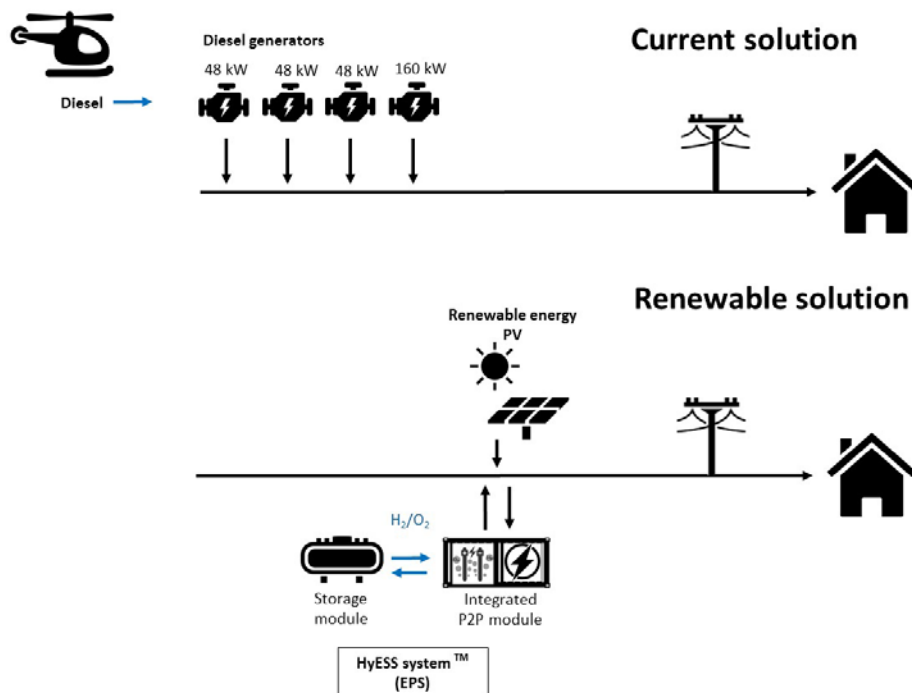 Current solution
Diesel generators
48 kW 48 kW 48 kW 160 kW
Diesel
Renewable solution
Renewable energy
PV
H₂/O₂
Storage
module
Integrated
P2P module
HyESS system™
(EPS)